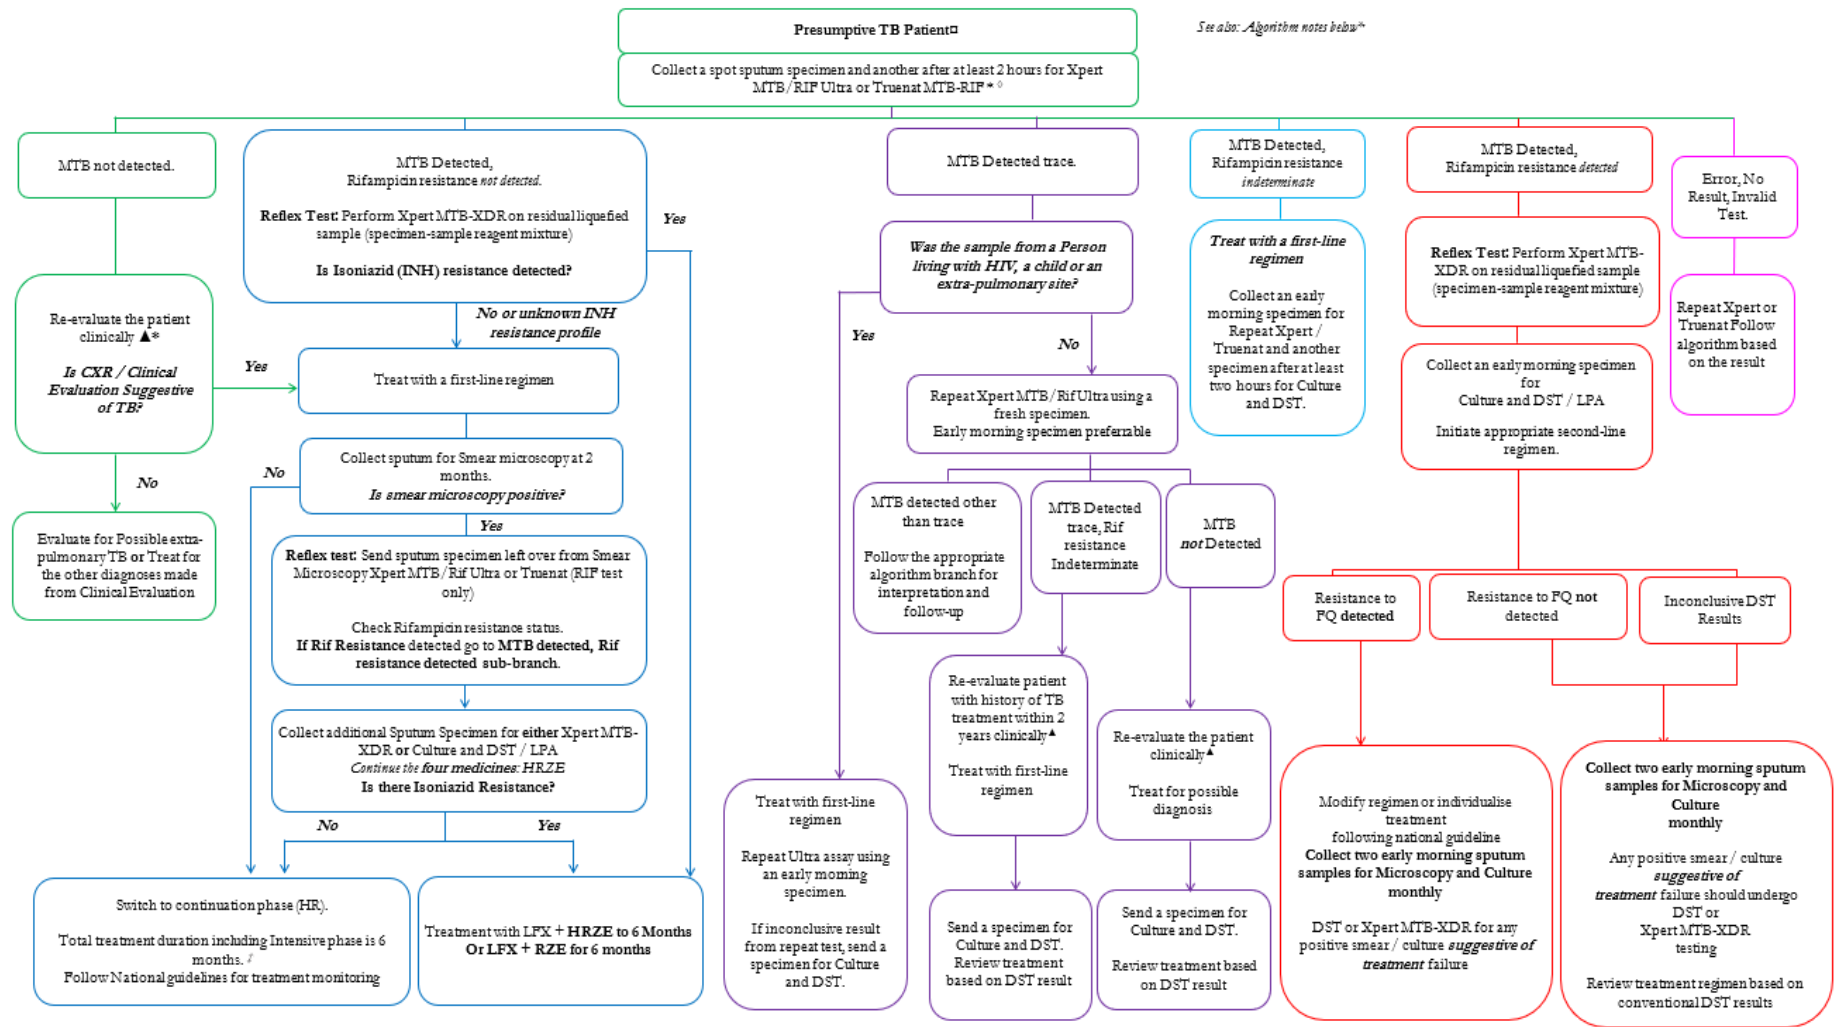 Presumptive TB Patient¤
See also: Algorithm notes below*
Collect a spot sputum specimen and another after at least 2 hours for Xpert
MTB/RIF Ultra or Truenat MTB-RIF * ◊
MTB not detected.
Re-evaluate the patient
clinically ▲*
Is CXR / Clinical
Evaluation Suggestive
of TB?
Yes
No
Evaluate for Possible extra-
pulmonary TB or Treat for
the other diagnoses made
from Clinical Evaluation
MTB Detected,
Rifampicin resistance not detected.
Reflex Test: Perform Xpert MTB-XDR on residual liquefied
sample (specimen-sample reagent mixture)
Is Isoniazid (INH) resistance detected?
Yes
No or unknown INH
resistance profile
Treat with a first-line regimen
Collect sputum for Smear microscopy at 2
months.
Is smear microscopy positive?
No
Yes
Reflex test: Send sputum specimen left over from Smear
Microscopy Xpert MTB/Rif Ultra or Truenat (RIF test
only)
Check Rifampicin resistance status.
If Rif Resistance detected go to MTB detected, Rif
resistance detected sub-branch.
Collect additional Sputum Specimen for either Xpert MTB-
XDR or Culture and DST / LPA
Continue the four medicines: HRZE
Is there Isoniazid Resistance?
No
Yes
Switch to continuation phase (HR).
Total treatment duration including Intensive phase is 6
months.
Follow National guidelines for treatment monitoring
Treatment with LFX + HRZE to 6 Months
Or LFX + RZE for 6 months
MTB Detected trace.
Was the sample from a Person
living with HIV, a child or an
extra-pulmonary site?
Yes
No
Treat with first-line
regimen
Repeat Ultra assay using
an early morning
specimen.
If inconclusive result
from repeat test, send a
specimen for Culture
and DST.
Repeat Xpert MTB/Rif Ultra using a
fresh specimen.
Early morning specimen preferrable
MTB detected other
than trace
Follow the appropriate
algorithm branch for
interpretation and
follow-up
MTB Detected
trace, Rif
resistance
Indeterminate
Re-evaluate patient
with history of TB
treatment within 2
years clinically▲
Treat with first-line
regimen
Send a specimen for
Culture and DST.
Review treatment
based on DST result
MTB
not Detected
Re-evaluate the patient
clinically▲
Treat for possible
diagnosis
Send a specimen for
Culture and DST.
Review treatment based
on DST result
MTB Detected,
Rifampicin resistance
indeterminate
Treat with a first-line
regimen
Collect an early
morning specimen for
Repeat Xpert /
Truenat and another
specimen after at least
two hours for Culture
and DST.
MTB Detected,
Rifampicin resistance detected
Reflex Test: Perform Xpert MTB-
XDR on residual liquefied sample
(specimen-sample reagent mixture)
Collect an early morning specimen
for
Culture and DST / LPA
Initiate appropriate second-line
regimen.
Resistance to
FQ detected
Resistance to FQ not
detected
Inconclusive DST
Results
Modify regimen or individualise
treatment
following national guideline
Collect two early morning sputum
samples for Microscopy and Culture
monthly
DST or Xpert MTB-XDR for any
positive smear / culture suggestive of
treatment failure
Collect two early morning sputum
samples for Microscopy and
Culture
monthly
Any positive smear / culture
suggestive of
treatment failure should undergo
DST or
Xpert MTB-XDR
testing
Review treatment regimen based on
conventional DST results
Error, No
Result, Invalid
Test.
Repeat Xpert or
Truenat Follow
algorithm based
on the result